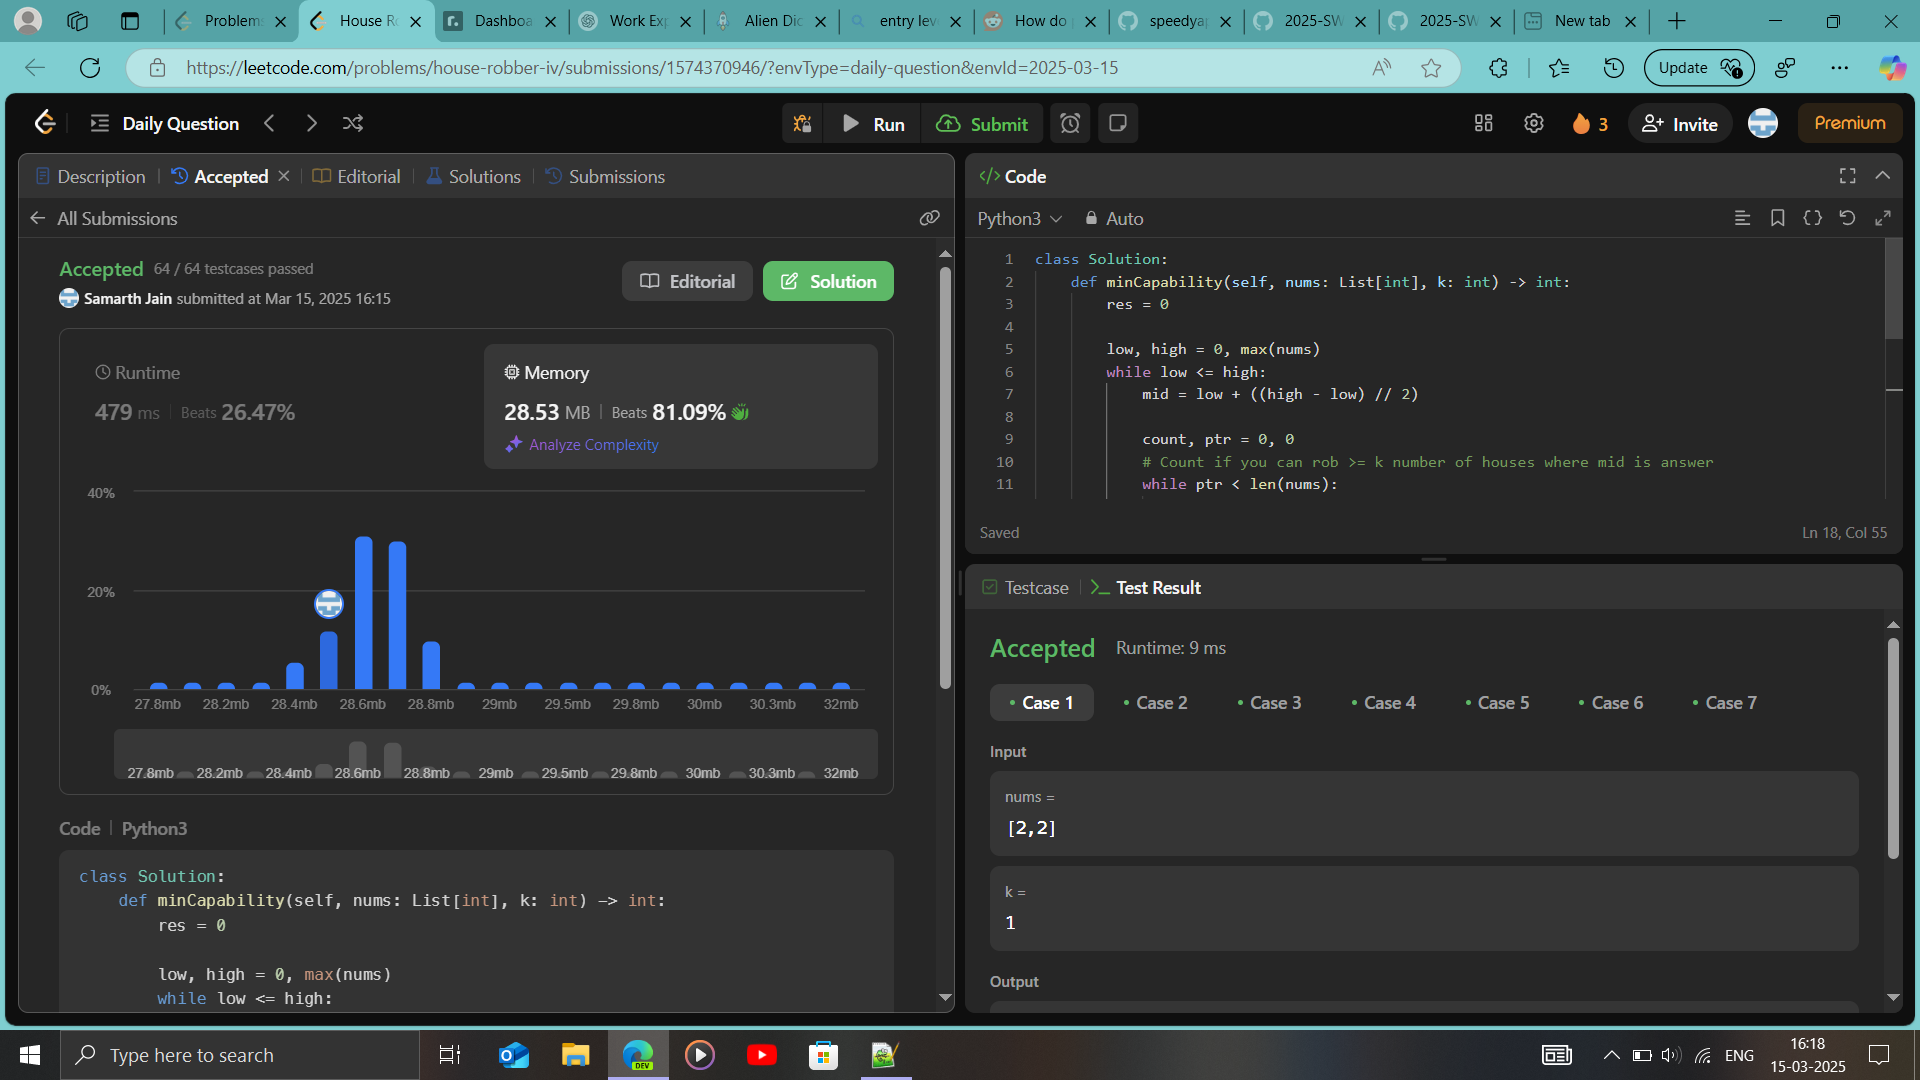 Problems
House Ro
Dashboa
Work Exp
Alien Dic
entry leve
How do
speedyap
2025-SW
2025-SW
New tab
https://leetcode.com/problems/house-robber-iv/submissions/1574370946/?envType=daily-question&envId=2025-03-15
Update
Daily Question
Run
Submit
3
Invite
Premium
Description
Accepted
Editorial
Solutions
Submissions
All Submissions
Accepted 64 / 64 testcases passed
Samarth Jain submitted at Mar 15, 2025 16:15
Editorial
Solution
Runtime
479 ms | Beats 26.47%
Memory
28.53 MB | Beats 81.09%
Analyze Complexity
40%
20%
0%
27.8mb 28.2mb 28.4mb 28.6mb 28.8mb 29mb 29.5mb 29.8mb 30mb 30.3mb 32mb
27.8mb 28.2mb 28.4mb 28.6mb 28.8mb 29mb 29.5mb 29.8mb 30mb 30.3mb 32mb
Code | Python3
class Solution:
def minCapability(self, nums: List[int], k: int) -> int:
res = 0
low, high = 0, max(nums)
while low <= high:
</> Code
Python3
Auto
1 class Solution:
2 def minCapability(self, nums: List[int], k: int) -> int:
3 res = 0
4
5 low, high = 0, max(nums)
6 while low <= high:
7 mid = low + ((high - low) // 2)
8
9 count, ptr = 0, 0
10 # Count if you can rob >= k number of houses where mid is answer
11 while ptr < len(nums):
Saved
Ln 18, Col 55
Testcase
Test Result
Accepted Runtime: 9 ms
Case 1
Case 2
Case 3
Case 4
Case 5
Case 6
Case 7
Input
nums =
[2,2]
k =
1
Output
Type here to search
DEV
ENG
16:18
15-03-2025